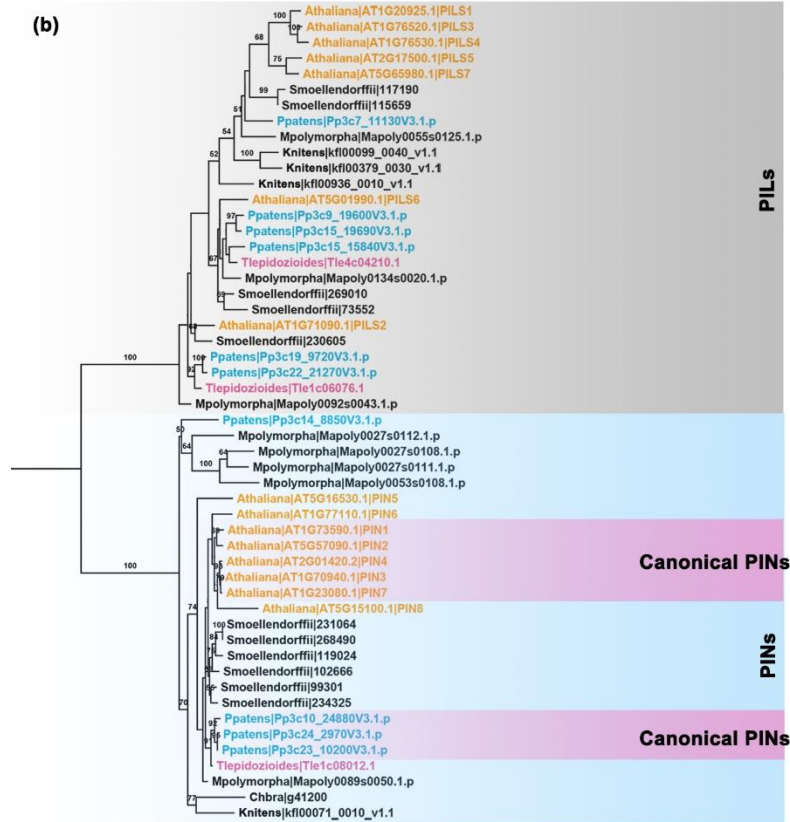 (b)
100
Athaliana|AT1G20925.1|PILS1
Athaliana|AT1G76520.1|PILS3
68
Athaliana|AT1G76530.1|PILS4
Athaliana|AT2G17500.1|PILS5
75
Athaliana|AT5G65980.1|PILS7
99
Smoellendorffii|117190
Smoellendorffii|115659
51
Ppatens|Pp3c7_11130V3.1.p
54
Mpolymorpha|Mapoly0055s0125.1.p
100
Knitens|kfl00099_0040_v1.1
52
Knitens|kfl00379_0030_v1.1
Knitens|kfl00936_0010_v1.1
Athaliana|AT5G01990.1|PILS6
97
Ppatens|Pp3c9_19600V3.1.p
Ppatens|Pp3c15_19690V3.1.p
Ppatens|Pp3c15_15840V3.1.p
67
Tlepidozioides|Tle4c04210.1
Mpolymorpha|Mapoly0134s0020.1.p
Smoellendorffii|269010
Smoellendorffii|73552
PILs
Athaliana|AT1G71090.1|PILS2
Smoellendorffii|230605
100
100
Ppatens|Pp3c19_9720V3.1.p
92
Ppatens|Pp3c22_21270V3.1.p
Tlepidozioides|Tle1c06076.1
Mpolymorpha|Mapoly0092s0043.1.p
50
Ppatens|Pp3c14_8850V3.1.p
64
Mpolymorpha|Mapoly0027s0112.1.p
64
Mpolymorpha|Mapoly0027s0108.1.p
100
Mpolymorpha|Mapoly0027s0111.1.p
Mpolymorpha|Mapoly0053s0108.1.p
Athaliana|AT5G16530.1|PIN5
Athaliana|AT1G77110.1|PIN6
Athaliana|AT1G73590.1|PIN1
Athaliana|AT5G57090.1|PIN2
Canonical PINs
Athaliana|AT2G01420.2|PIN4
100
Athaliana|AT1G70940.1|PIN3
Athaliana|AT1G23080.1|PIN7
74
Athaliana|AT5G15100.1|PIN8
100
Smoellendorffii|231064
Smoellendorffii|268490
Smoellendorffii|119024
Smoellendorffii|102666
PINs
Smoellendorffii|99301
70
Smoellendorffii|234325
Ppatens|Pp3c10_24880V3.1.p
Ppatens|Pp3c24_2970V3.1.p
Canonical PINs
Ppatens|Pp3c23_10200V3.1.p
Tlepidozioides|Tle1c08012.1
Mpolymorpha|Mapoly0089s0050.1.p
77
Chbra|g41200
Knitens|kfl00071_0010_v1.1